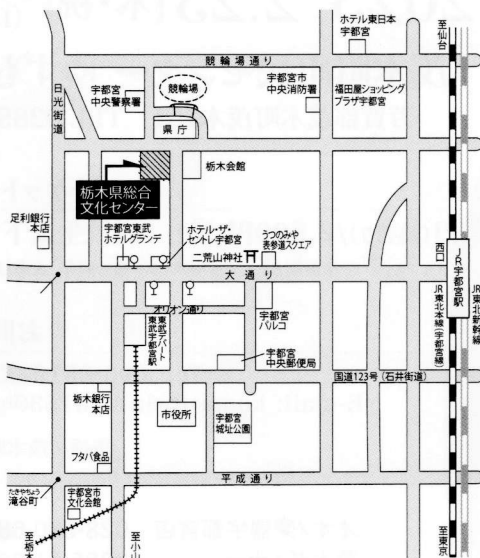 ホテル東日本
宇都宮
至仙台
競輪場通り
日光街道
宇都宮
中央警察署
競輪場
宇都宮市
中央消防署
福田屋ショッピング
プラザ宇都宮
県庁
栃木会館
栃木県総合
文化センター
足利銀行
本店
宇都宮東武
ホテルグランデ
ホテル・ザ・
セントレ宇都宮
うつのみや
表参道スクエア
二荒山神社
西口
JR宇都宮駅
大通り
オリオン通り
JR東北本線(宇都宮線)
JR東北新幹線
東武デパート
東武宇都宮駅
宇都宮
パルコ
宇都宮
中央郵便局
国道123号(石井街道)
栃木銀行
本店
市役所
宇都宮
城址公園
フタバ食品
平成通り
たきやちょう
滝谷町
宇都宮市
文化会館
至栃木
至小山
至東京